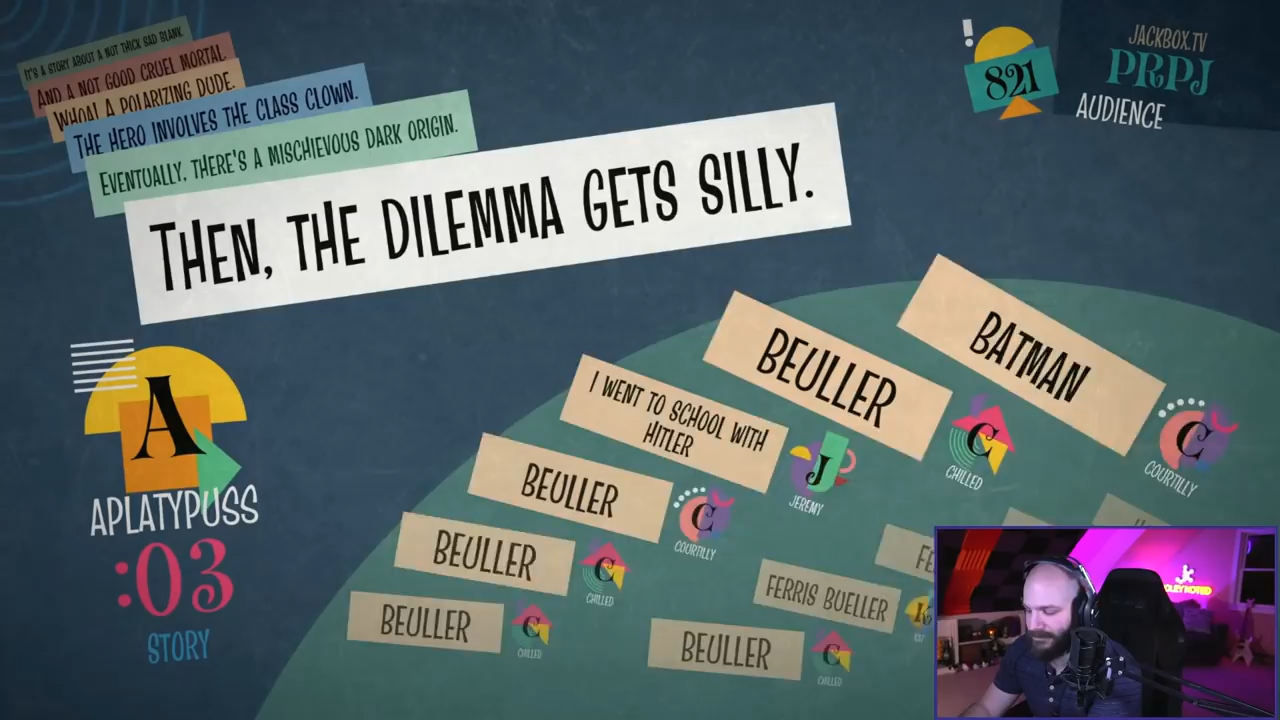 IT'S A STORY ABOUT A NOT THICK SAD BLANK.
AND A NOT GOOD CRUEL MORTAL.
WHOA! A POLARIZING DUDE.
THE HERO INVOLVES THE CLASS CLOWN.
EVENTUALLY, THERE'S A MISCHIEVOUS DARK ORIGIN.
THEN, THE DILEMMA GETS SILLY.
!
821
AUDIENCE
JACKBOX.TV
PRPJ
A
APLATYPUSS
:03
STORY
BATMAN
C
COURTILLY
BEULLER
C
CHILLED
I WENT TO SCHOOL WITH
HITLER
J
JEREMY
BEULLER
C
COURTILLY
BEULLER
C
CHILLED
BEULLER
C
CHILLED
FERRIS BUELLER
K
BEULLER
C
CHILLED